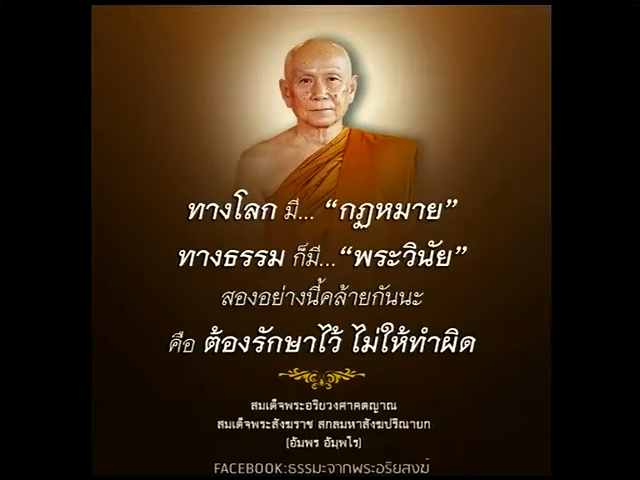 ทางโลก มี... “กฎหมาย”
ทางธรรม ก็มี...“พระวินัย”
สองอย่างนี้คล้ายกันนะ
คือ ต้องรักษาไว้ ไม่ให้ทำผิด
สมเด็จพระอริยวงศาคตญาณ
สมเด็จพระสังฆราช สกลมหาสังฆปริณายก
(อัมพร อัมฺพโร)
FACEBOOK:ธรรมะจากพระอริยสงฆ์